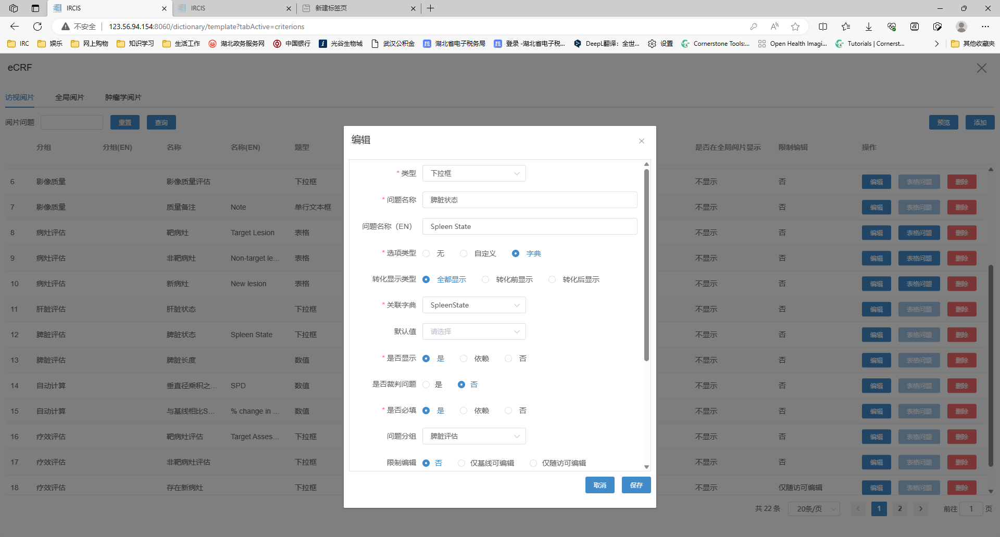 IRCIS
IRCIS
新建标签页
不安全
123.56.94.154:8060/dictionary/template?tabActive=criterions
IRC
娱乐
网上购物
知识学习
生活工作
湖北政务服务网
中国银行
光谷生物城
武汉公积金
湖北省电子税务局
登录 -湖北省电子税...
DeepL翻译：全世...
设置
Cornerstone Tools:...
Open Health Imagi...
Tutorials | Cornerst...
其他收藏夹
eCRF
访视阅片 全局阅片 肿瘤学阅片
阅片问题 重置 查询 预览 添加
分组 分组(EN) 名称 名称(EN) 题型 是否在全局阅片显示 限制编辑 操作
6 影像质量 影像质量评估 下拉框 不显示 否 编辑 表格问题 删除
7 影像质量 质量备注 Note 单行文本框 不显示 否 编辑 表格问题 删除
8 病灶评估 靶病灶 Target Lesion 表格 不显示 否 编辑 表格问题 删除
9 病灶评估 非靶病灶 Non-target le... 表格 不显示 否 编辑 表格问题 删除
10 病灶评估 新病灶 New lesion 表格 不显示 否 编辑 表格问题 删除
11 肝脏评估 肝脏状态 下拉框 不显示 否 编辑 表格问题 删除
12 脾脏评估 脾脏状态 Spleen State 下拉框 不显示 否 编辑 表格问题 删除
13 脾脏评估 脾脏长度 数值 不显示 否 编辑 表格问题 删除
14 自动计算 垂直径乘积之... SPD 数值 不显示 否 编辑 表格问题 删除
15 自动计算 与基线相比S... % change in ... 数值 不显示 否 编辑 表格问题 删除
16 疗效评估 靶病灶评估 Target Asses... 下拉框 不显示 否 编辑 表格问题 删除
17 疗效评估 非靶病灶评估 下拉框 不显示 否 编辑 表格问题 删除
18 疗效评估 存在新病灶 下拉框 不显示 仅随访可编辑 编辑 表格问题 删除
共 22 条 20条/页 1 2 前往 1 页
编辑
* 类型 下拉框
* 问题名称 脾脏状态
问题名称（EN） Spleen State
* 选项类型 无 自定义 字典
转化显示类型 全都显示 转化前显示 转化后显示
* 关联字典 SpleenState
默认值 请选择
* 是否显示 是 依赖 否
是否裁判问题 是 否
* 是否必填 是 依赖 否
问题分组 脾脏评估
限制编辑 否 仅基线可编辑 仅随访可编辑
取消 保存